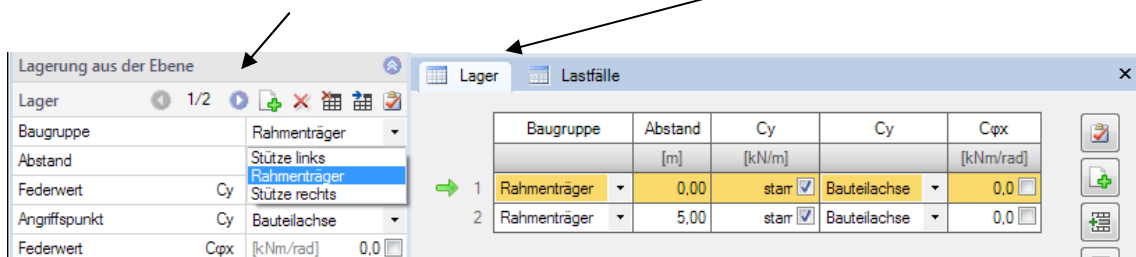 Lagerung aus der Ebene
Lager 1/2
Baugruppe Rahmenträger
Abstand Stütze links
Rahmenträger
Federwert Cy Stütze rechts
Angriffspunkt Cy Bauteilachse
Federwert Cφx [kNm/rad] 0,0
Lager Lastfälle
Baugruppe Abstand Cy Cy Cφx
[m] [kN/m] [kNm/rad]
1 Rahmenträger 0,00 starr Bauteilachse 0,0
2 Rahmenträger 5,00 starr Bauteilachse 0,0